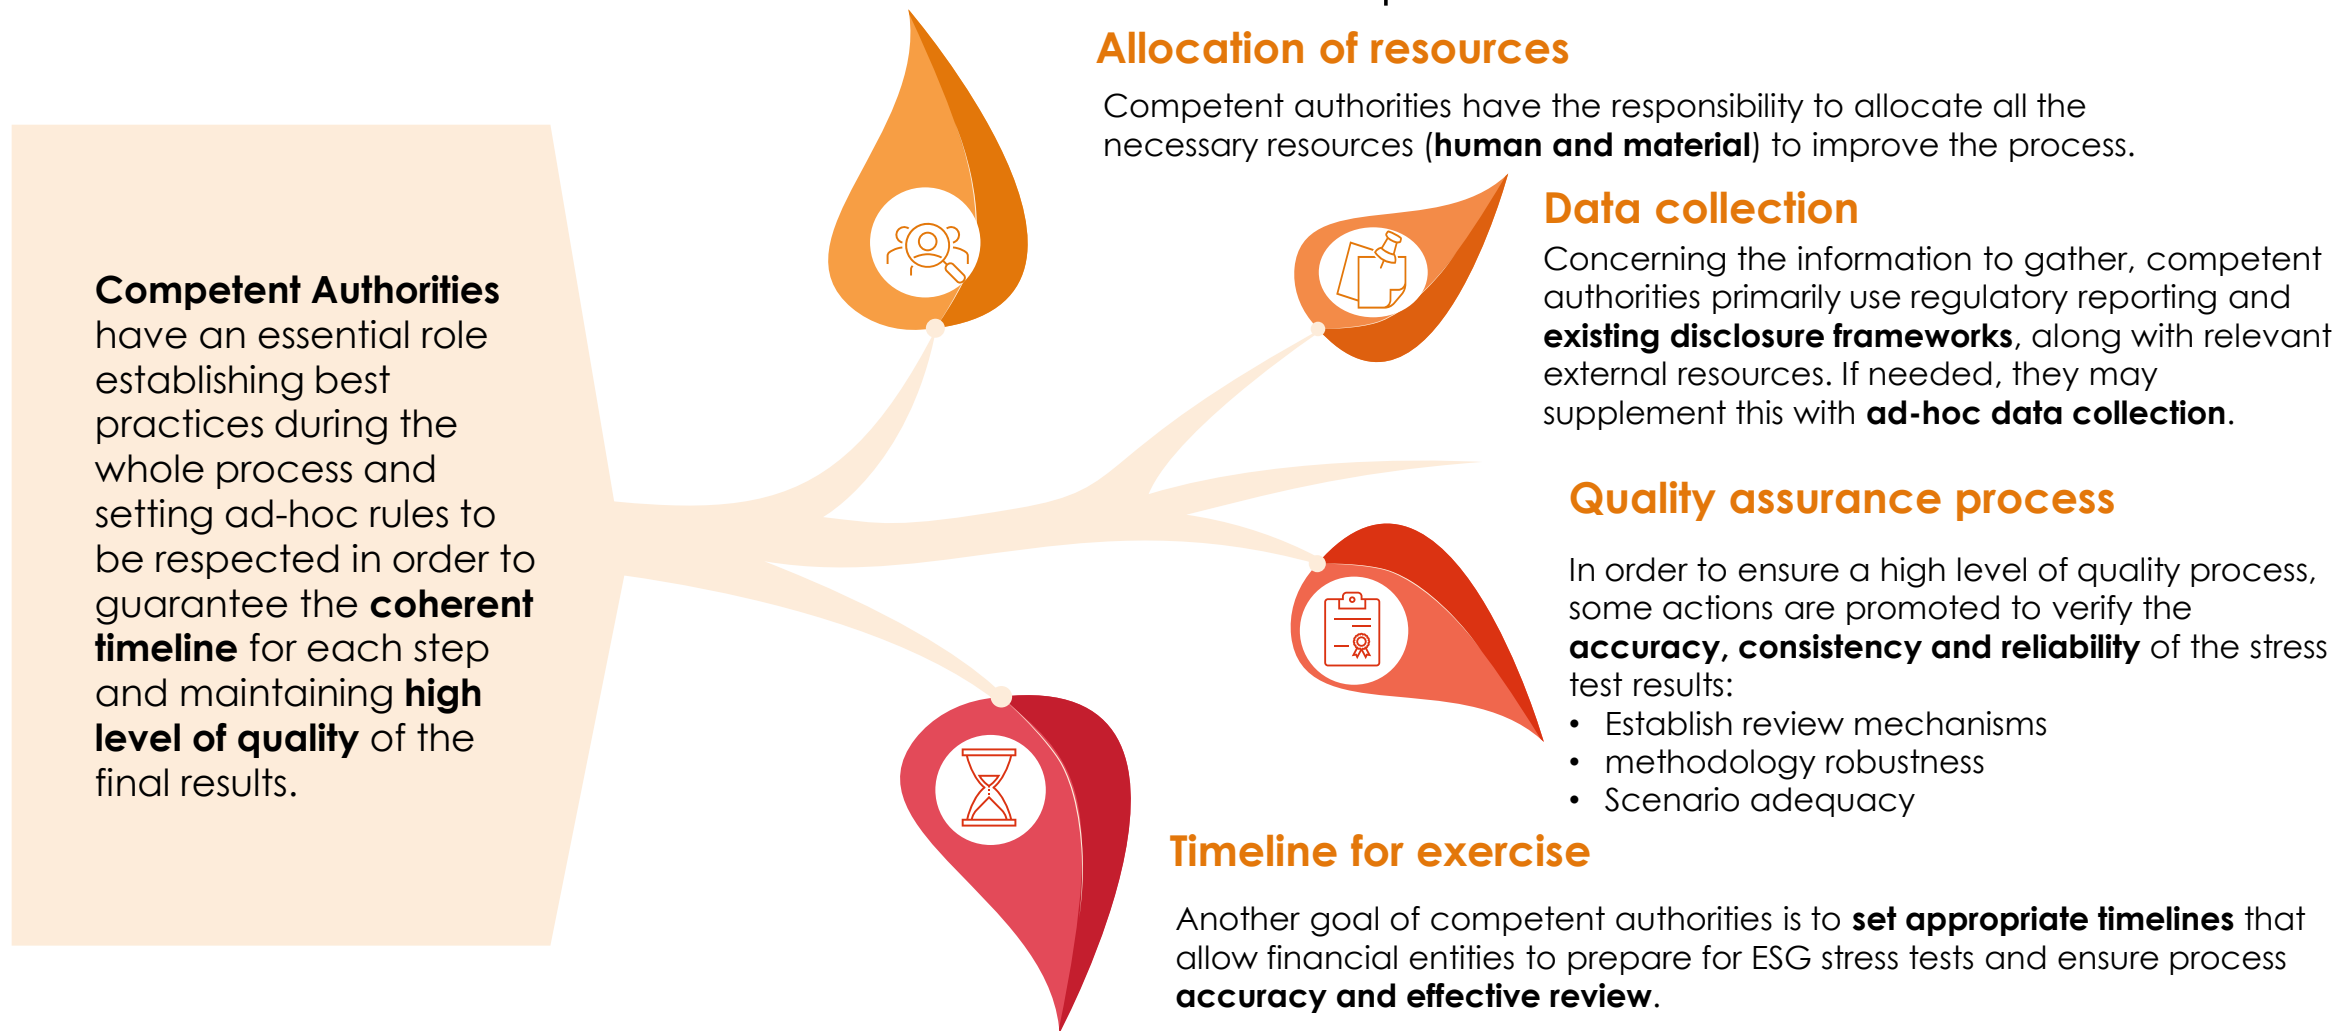 Competent Authorities
have an essential role
establishing best
practices during the
whole process and
setting ad-hoc rules to
be respected in order to
guarantee the coherent
timeline for each step
and maintaining high
level of quality of the
final results.
Allocation of resources
Competent authorities have the responsibility to allocate all the
necessary resources (human and material) to improve the process.
Data collection
Concerning the information to gather, competent
authorities primarily use regulatory reporting and
existing disclosure frameworks, along with relevant
external resources. If needed, they may
supplement this with ad-hoc data collection.
Quality assurance process
In order to ensure a high level of quality process,
some actions are promoted to verify the
accuracy, consistency and reliability of the stress
test results:
• Establish review mechanisms
• methodology robustness
• Scenario adequacy
Timeline for exercise
Another goal of competent authorities is to set appropriate timelines that
allow financial entities to prepare for ESG stress tests and ensure process
accuracy and effective review.